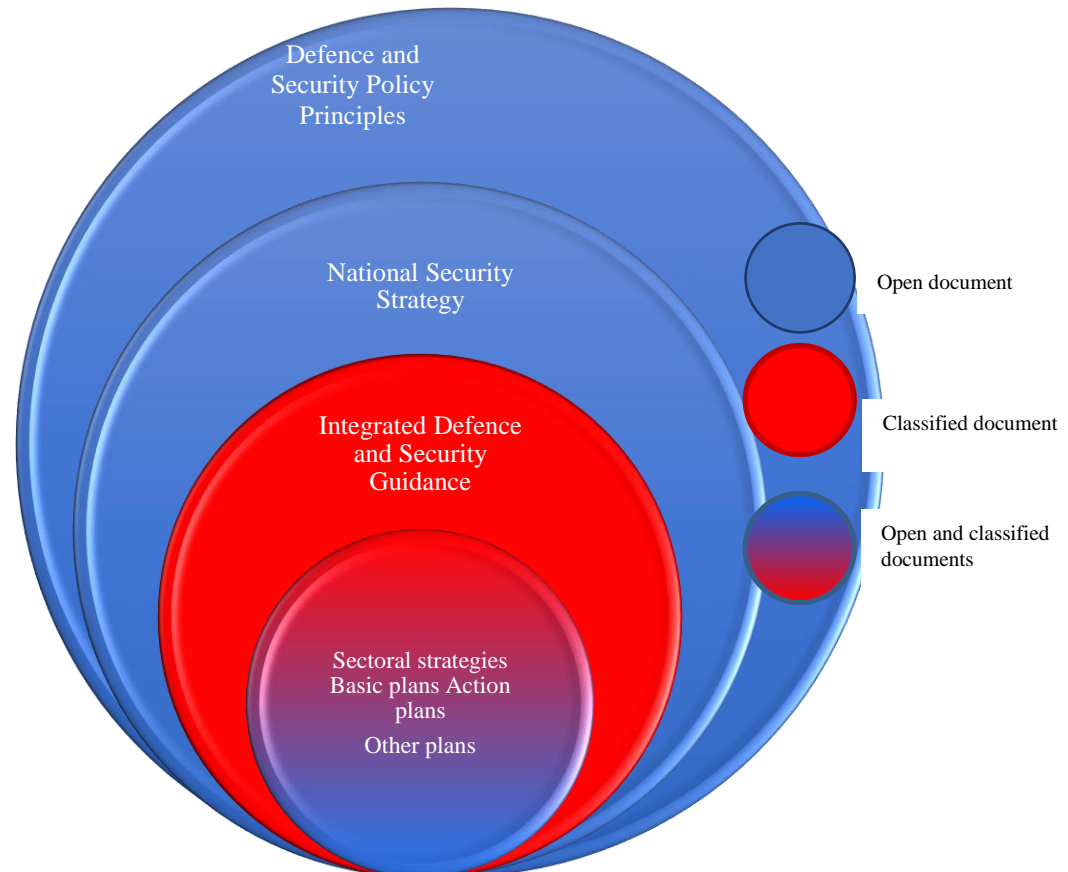 Defence and
Security Policy
Principles
National Security
Strategy
Open document
Integrated Defence
and Security
Guidance
Classified document
Open and classified
documents
Sectoral strategies
Basic plans Action
plans
Other plans